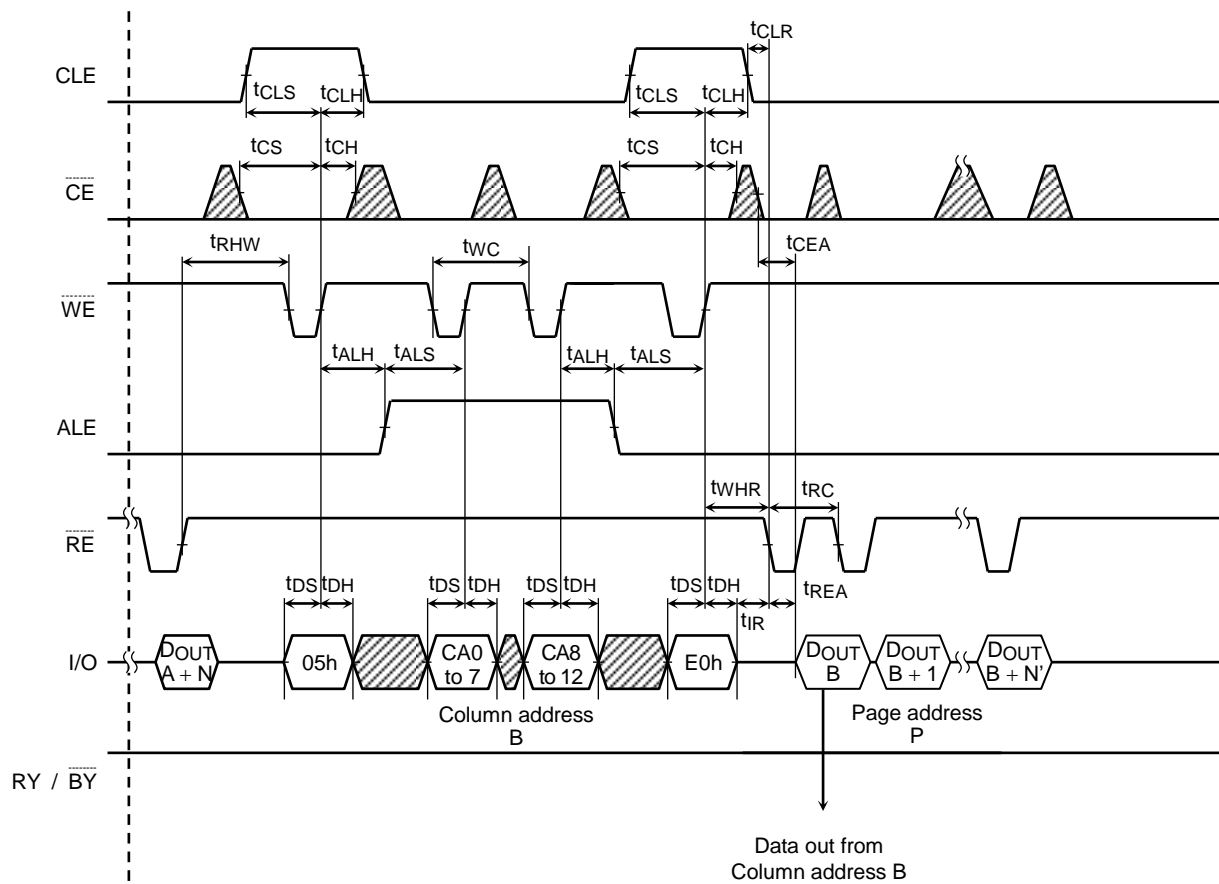 tCLR
CLE
tCLS tCLH tCLS tCLH
tCS tCH tCS tCH
CE
tRHW tWC tCEA
WE
tALH tALS tALH tALS
ALE
tWHR tRC
RE
tDS tDH tDS tDH tDS tDH tDS tDH tREA
tIR
I/O
DOUT
A + N
05h
CA0
to 7
CA8
to 12
E0h
DOUT
B
DOUT
B + 1
DOUT
B + N’
Column address
B
Page address
P
RY / BY
Data out from
Column address B